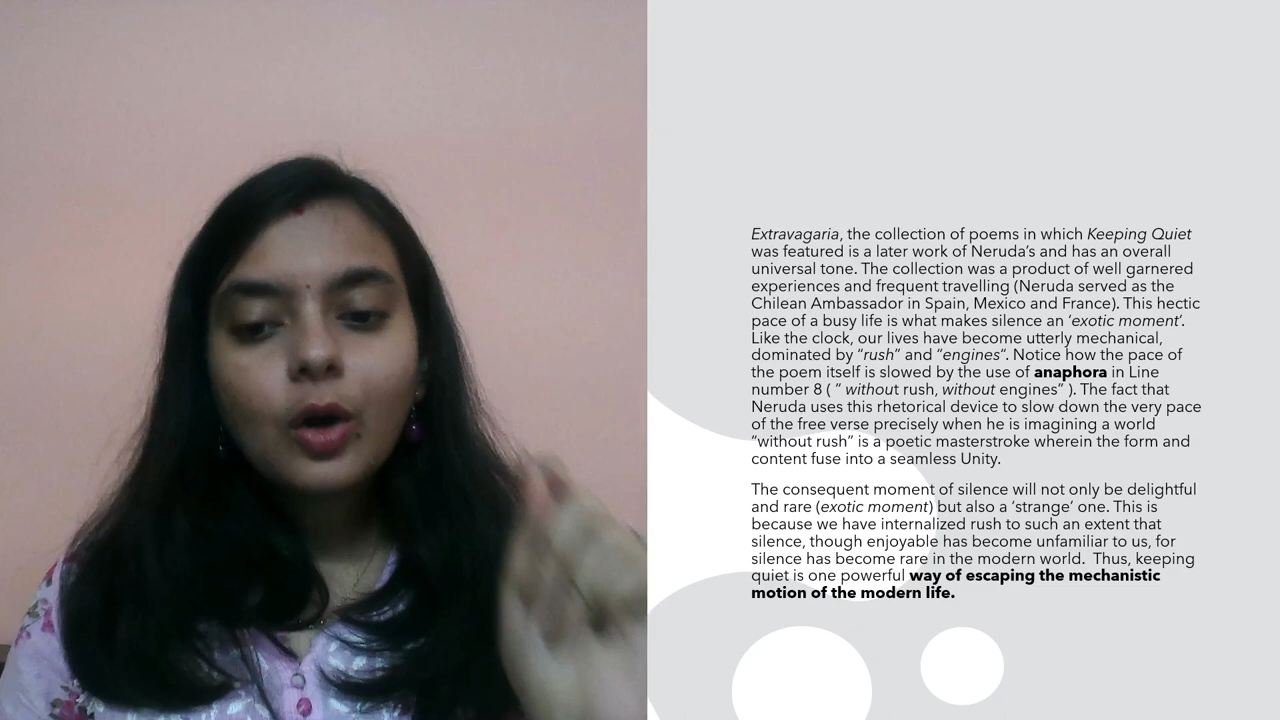 Extravagaria, the collection of poems in which Keeping Quiet
was featured is a later work of Neruda’s and has an overall
universal tone. The collection was a product of well garnered
experiences and frequent travelling (Neruda served as the
Chilean Ambassador in Spain, Mexico and France). This hectic
pace of a busy life is what makes silence an ‘exotic moment’.
Like the clock, our lives have become utterly mechanical,
dominated by “rush” and “engines”. Notice how the pace of
the poem itself is slowed by the use of anaphora in Line
number 8 ( “ without rush, without engines” ). The fact that
Neruda uses this rhetorical device to slow down the very pace
of the free verse precisely when he is imagining a world
“without rush” is a poetic masterstroke wherein the form and
content fuse into a seamless Unity.
The consequent moment of silence will not only be delightful
and rare (exotic moment) but also a ‘strange’ one. This is
because we have internalized rush to such an extent that
silence, though enjoyable has become unfamiliar to us, for
silence has become rare in the modern world.  Thus, keeping
quiet is one powerful way of escaping the mechanistic
motion of the modern life.